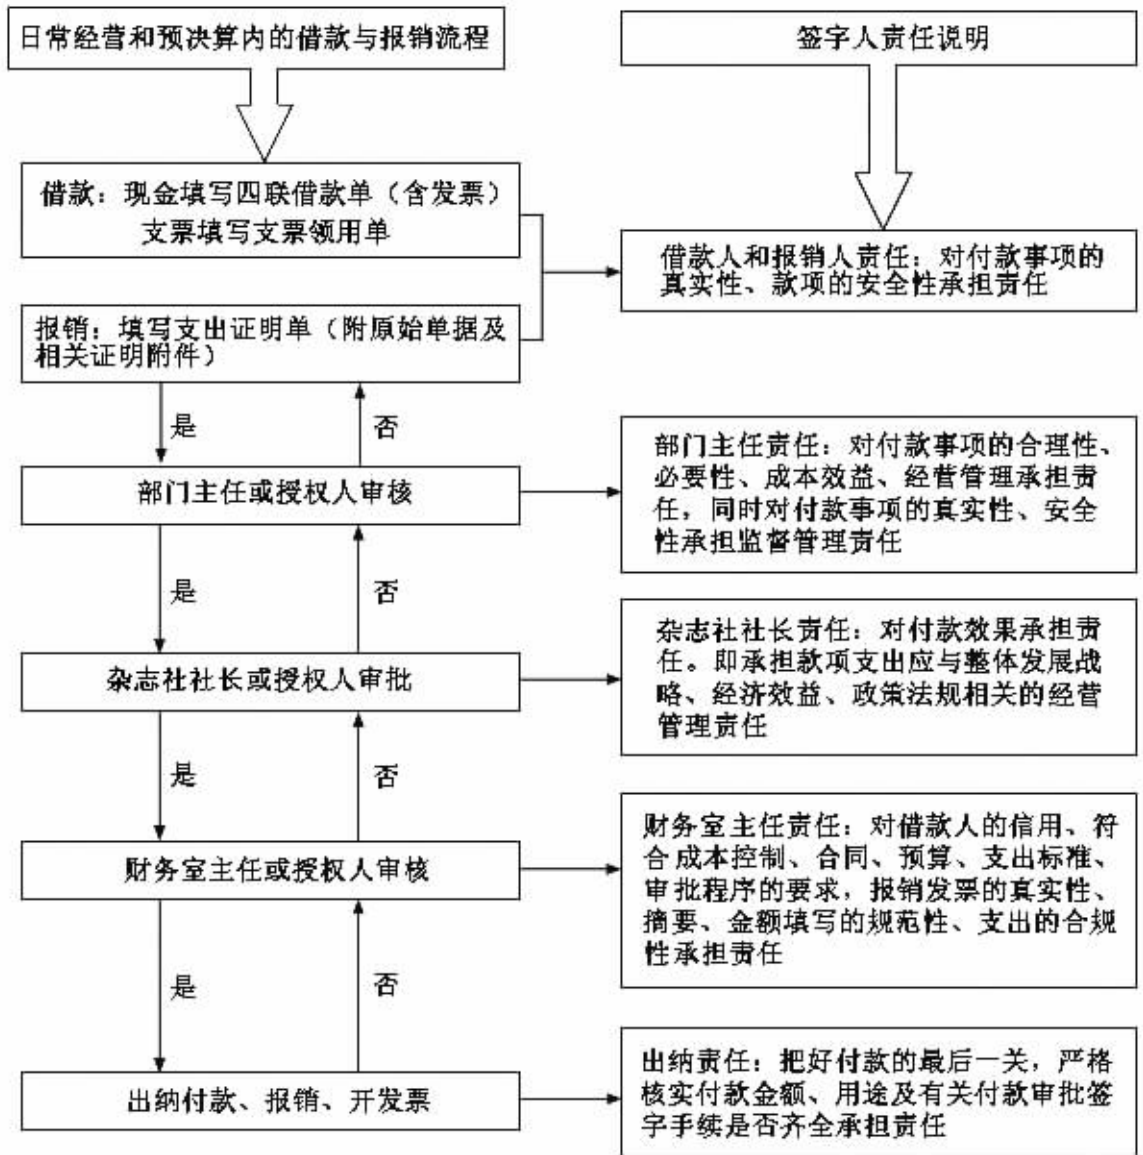 日常经营和预决算内的借款与报销流程
签字人责任说明
借款：现金填写四联借款单（含发票）
支票填写支票领用单
借款人和报销人责任：对付款事项的
真实性、款项的安全性承担责任
报销：填写支出证明单（附原始单据及
相关证明附件）
是
否
部门主任或授权人审核
部门主任责任：对付款事项的合理性、
必要性、成本效益、经营管理承担责
任，同时对付款事项的真实性、安全
性承担监督管理责任
是
否
杂志社社长或授权人审批
杂志社社长责任：对付款效果承担责
任。即承担款项支出应与整体发展战
略、经济效益、政策法规相关的经营
管理责任
是
否
财务室主任或授权人审核
财务室主任责任：对借款人的信用、符
合成本控制、合同、预算、支出标准、
审批程序的要求，报销发票的真实性、
摘要、金额填写的规范性、支出的合规
性承担责任
是
否
出纳付款、报销、开发票
出纳责任：把好付款的最后一关，严格
核实付款金额、用途及有关付款审批签
字手续是否齐全承担责任